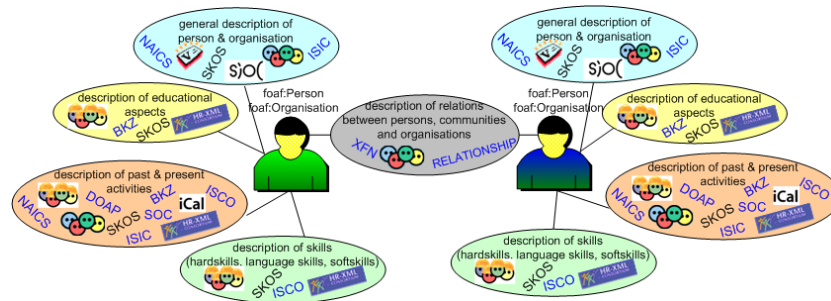 general description of
person & organisation
NAICS
SKOS
ISIC
SIOC
foaf:Person
foaf:Organisation
description of educational
aspects
BKZ
SKOS
HR-XML
description of past & present
activities
NAICS
DOAP
BKZ
ISCO
SKOS
SOC
iCal
ISIC
HR-XML
description of skills
(hardskills. language skills, softskills)
SKOS
ISCO
HR-XML
description of relations
between persons, communities
and organisations
XFN
RELATIONSHIP
general description of
person & organisation
NAICS
SKOS
ISIC
SIOC
foaf:Person
foaf:Organisation
description of educational
aspects
BKZ
SKOS
HR-XML
description of past & present
activities
NAICS
DOAP
BKZ
ISCO
SKOS
SOC
iCal
ISIC
HR-XML
description of skills
(hardskills. language skills, softskills)
SKOS
ISCO
HR-XML